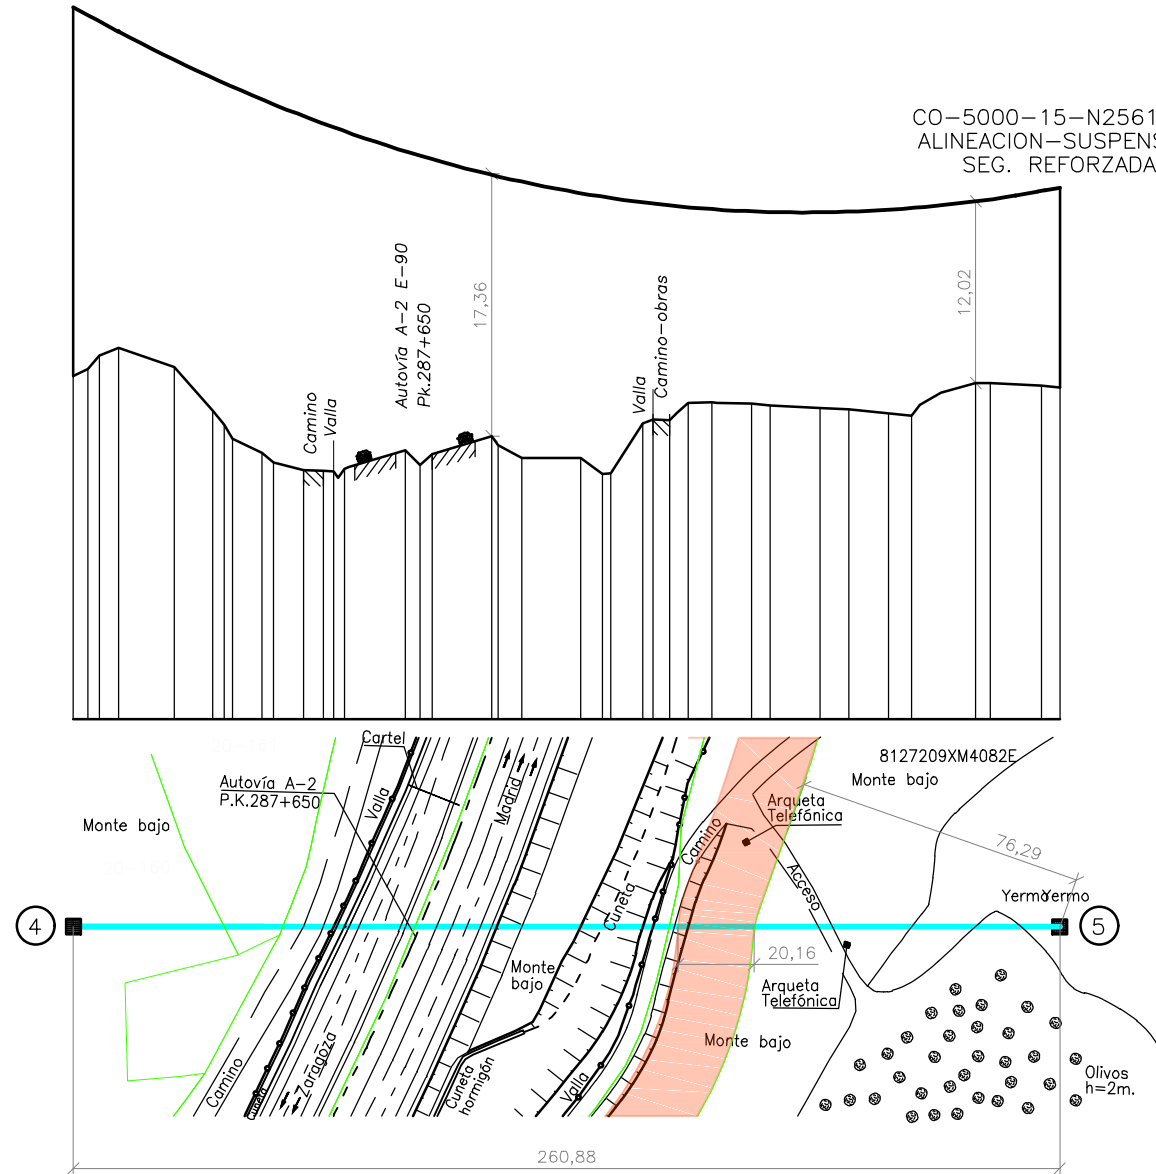 CO-5000-15-N2561
ALINEACION-SUSPENS
SEG. REFORZADA
Autovía A-2 E-90
Pk.287+650
17,36
12,02
Camino
Valla
Valla
Camino-obras
Cartel
Autovía A-2
P.K.287+650
Valla
Madrid
8127209XM4082E
Monte bajo
Monte bajo
Arqueta
Telefónica
Camino
76,29
Acceso
Cuneta
Yermo
Yermo
4
5
Monte
bajo
20,16
Arqueta
Telefónica
Monte bajo
Zaragoza
Camino
Cuneta
Cuneta
hormigón
Valla
Olivos
h=2m.
260,88